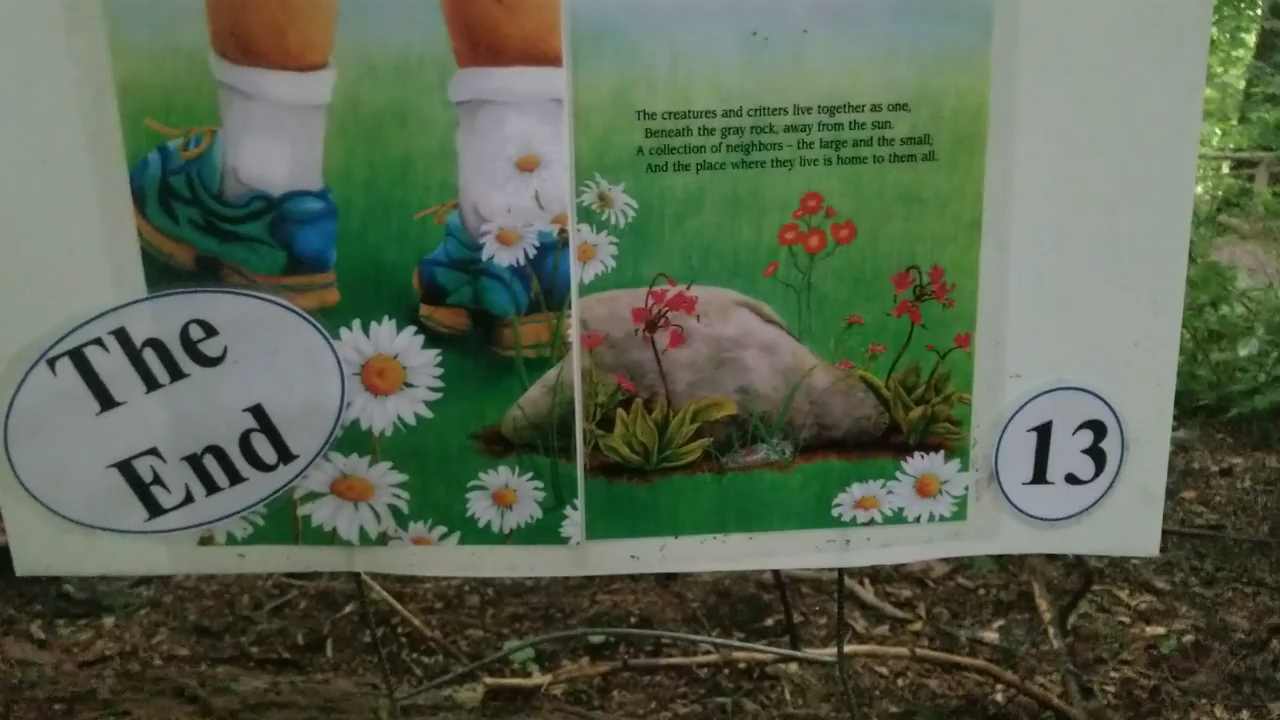 The creatures and critters live together as one,
Beneath the gray rock, away from the sun.
A collection of neighbors – the large and the small;
And the place where they live is home to them all.
The
End
13